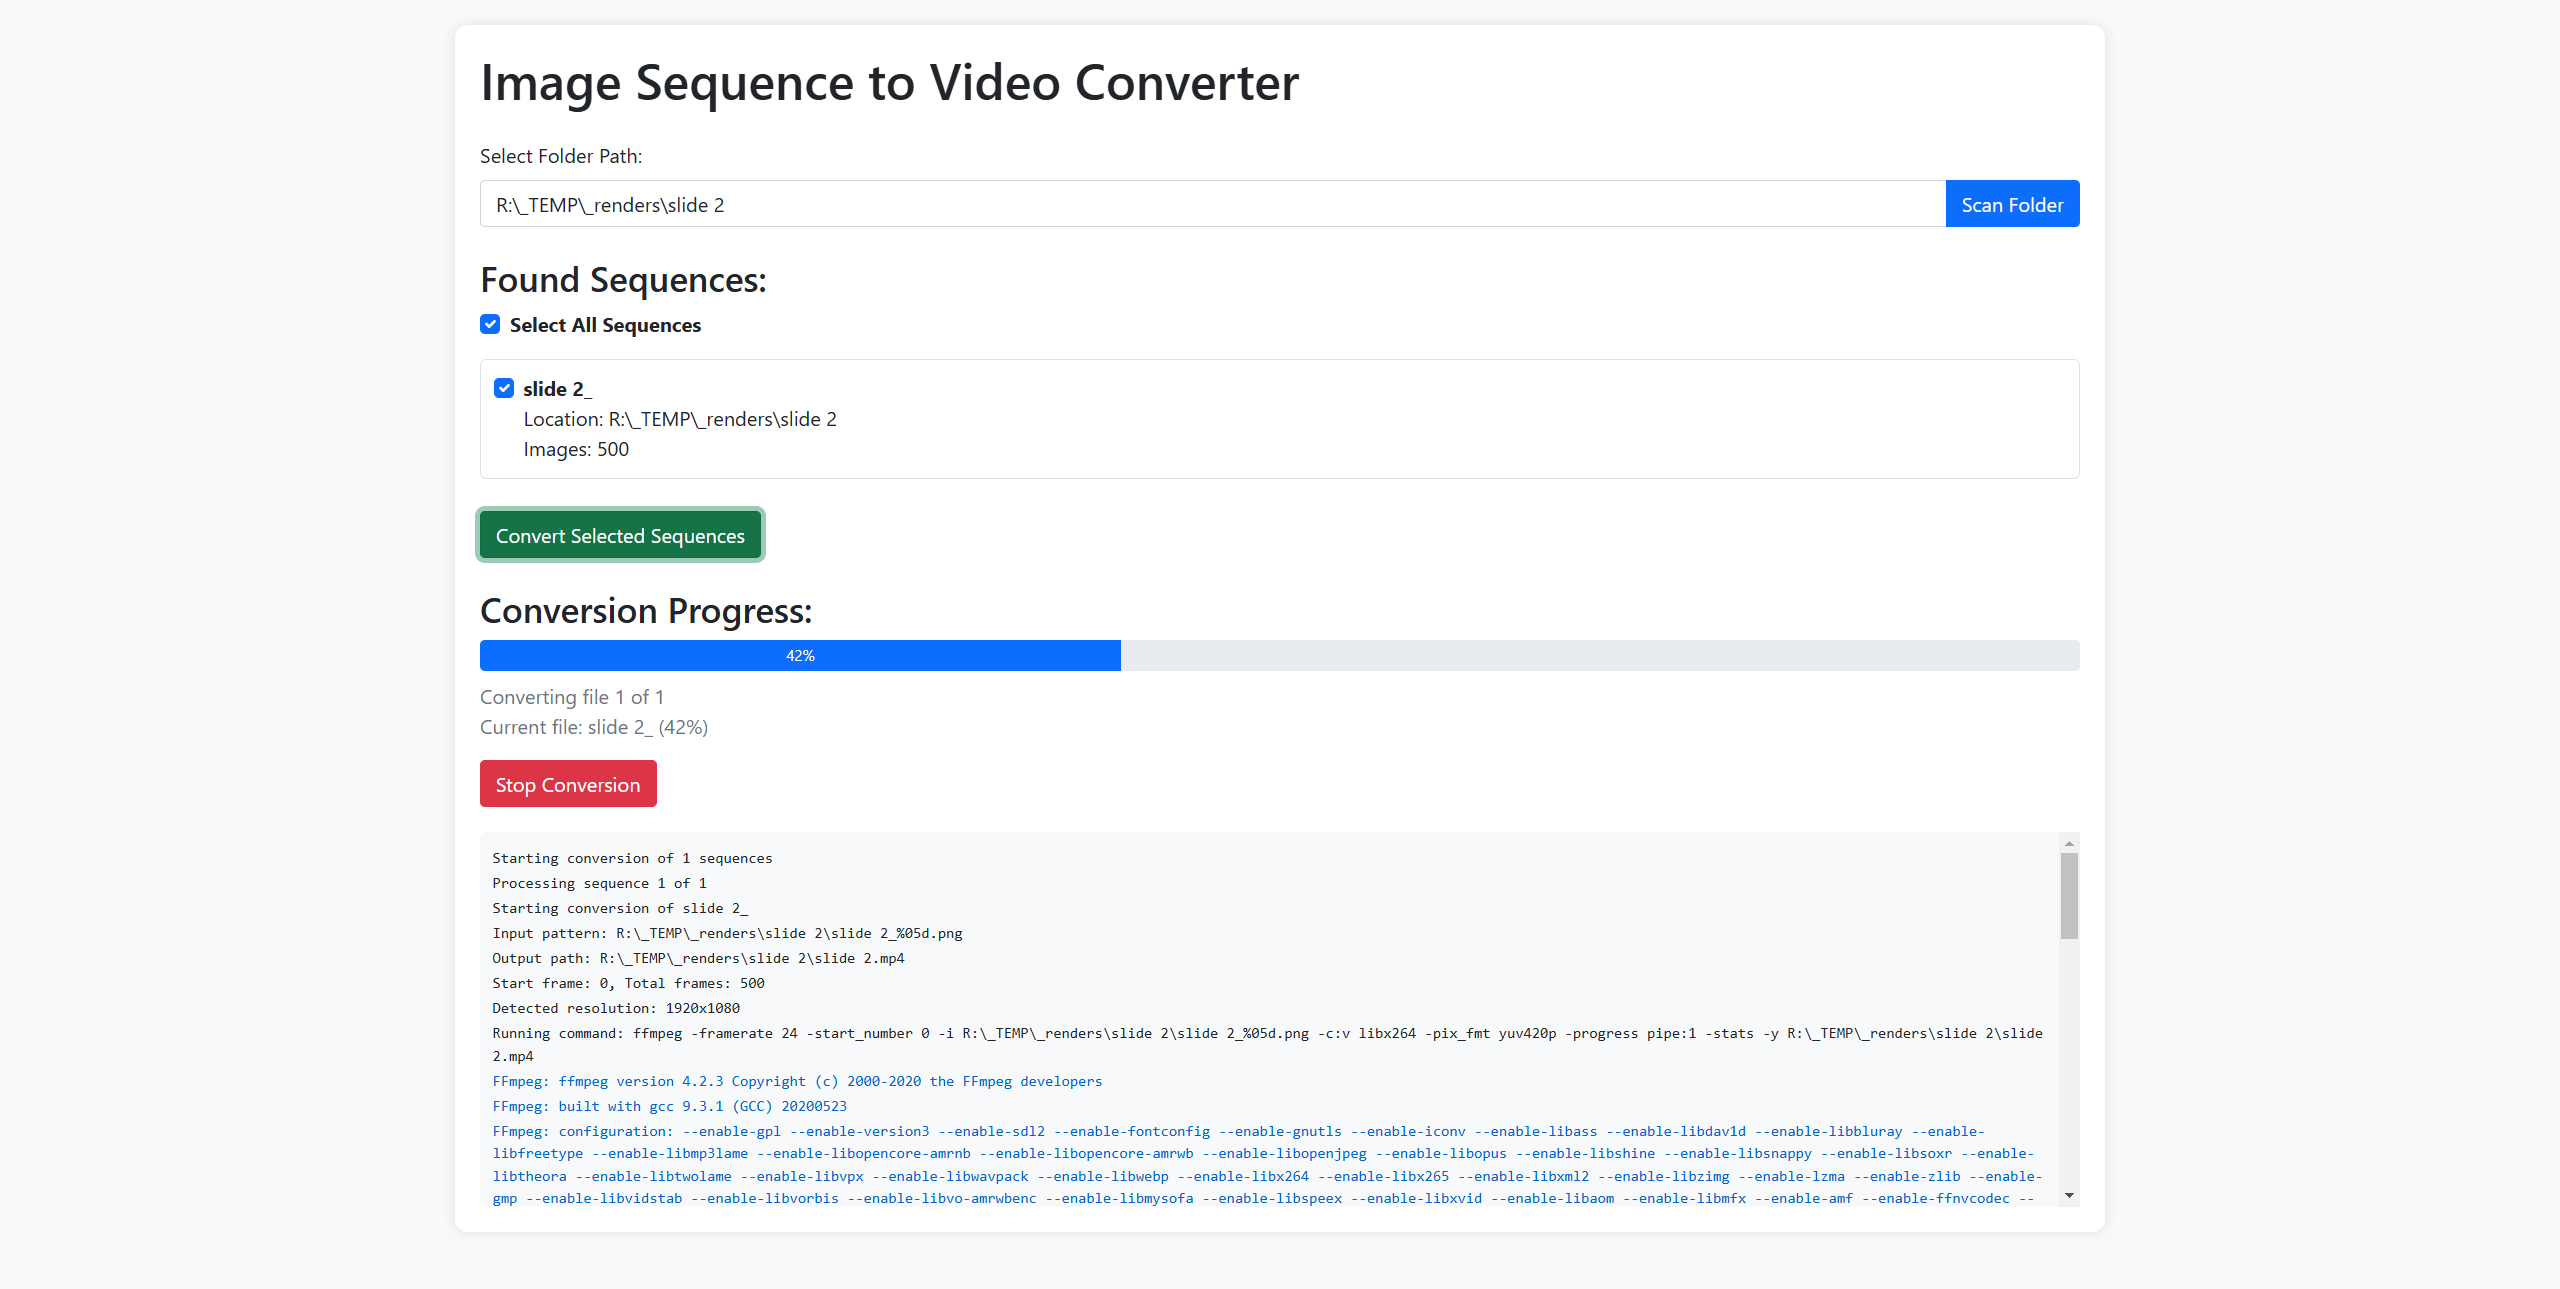 Image Sequence to Video Converter
Select Folder Path:
R:\_TEMP\_renders\slide 2
Scan Folder
Found Sequences:
Select All Sequences
slide 2_
Location: R:\_TEMP\_renders\slide 2
Images: 500
Convert Selected Sequences
Conversion Progress:
42%
Converting file 1 of 1
Current file: slide 2_ (42%)
Stop Conversion
Starting conversion of 1 sequences
Processing sequence 1 of 1
Starting conversion of slide 2_
Input pattern: R:\_TEMP\_renders\slide 2\slide 2_%05d.png
Output path: R:\_TEMP\_renders\slide 2\slide 2.mp4
Start frame: 0, Total frames: 500
Detected resolution: 1920x1080
Running command: ffmpeg -framerate 24 -start_number 0 -i R:\_TEMP\_renders\slide 2\slide 2_%05d.png -c:v libx264 -pix_fmt yuv420p -progress pipe:1 -stats -y R:\_TEMP\_renders\slide 2\slide
2.mp4
FFmpeg: ffmpeg version 4.2.3 Copyright (c) 2000-2020 the FFmpeg developers
FFmpeg: built with gcc 9.3.1 (GCC) 20200523
FFmpeg: configuration: --enable-gpl --enable-version3 --enable-sdl2 --enable-fontconfig --enable-gnutls --enable-iconv --enable-libass --enable-libdav1d --enable-libbluray --enable-
libfreetype --enable-libmp3lame --enable-libopencore-amrnb --enable-libopencore-amrwb --enable-libopenjpeg --enable-libopus --enable-libshine --enable-libsnappy --enable-libsoxr --enable-
libtheora --enable-libtwolame --enable-libvpx --enable-libwavpack --enable-libwebp --enable-libx264 --enable-libx265 --enable-libxml2 --enable-libzimg --enable-lzma --enable-zlib --enable-
gmp --enable-libvidstab --enable-libvorbis --enable-libvo-amrwbenc --enable-libmysofa --enable-libspeex --enable-libxvid --enable-libaom --enable-libmfx --enable-amf --enable-ffnvcodec --